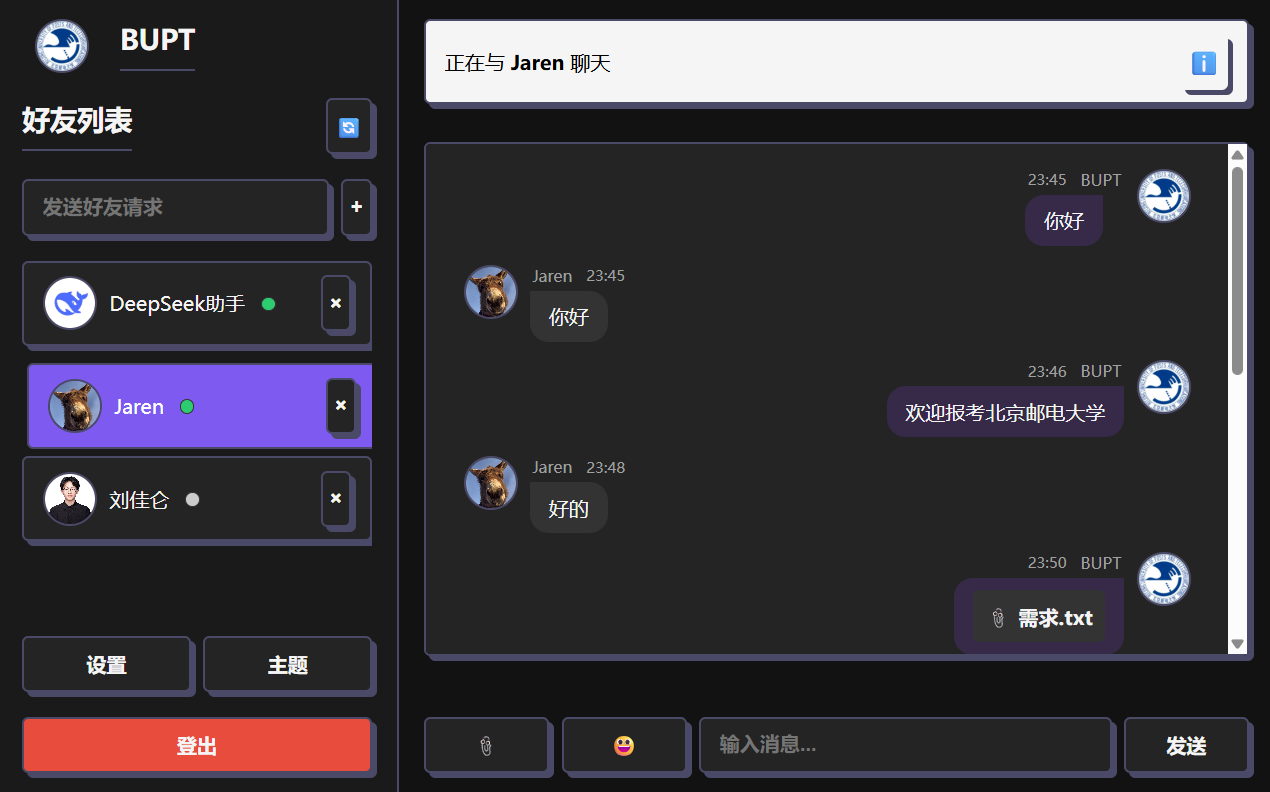 BUPT
好友列表
发送好友请求
+
DeepSeek助手
×
Jaren
×
刘佳仑
×
设置
主题
登出
正在与 Jaren 聊天
i
23:45 BUPT
你好
Jaren 23:45
你好
23:46 BUPT
欢迎报考北京邮电大学
Jaren 23:48
好的
23:50 BUPT
需求.txt
输入消息...
发送